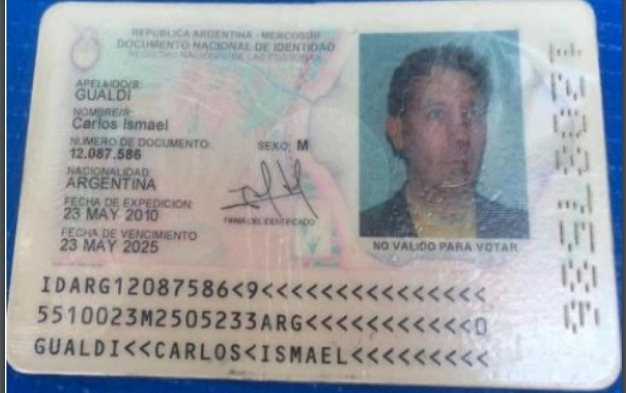 REPUBLICA ARGENTINA - MERCOSUR
DOCUMENTO NACIONAL DE IDENTIDAD
REGISTRO NACIONAL DE LAS PERSONAS
APELLIDO/S:
GUALDI
NOMBRE/S:
Carlos Ismael
NUMERO DE DOCUMENTO:
12.087.586
SEXO: M
NACIONALIDAD:
ARGENTINA
FECHA DE EXPEDICION:
23 MAY 2010
FIRMA DEL IDENTIFICADO
FECHA DE VENCIMIENTO
23 MAY 2025
NO VALIDO PARA VOTAR
12087586
IDARG12087586<9<<<<<<<<<<<<<<<
5510023M2505233ARG<<<<<<<<<<<0
GUALDI<<CARLOS<ISMAEL<<<<<<<<<